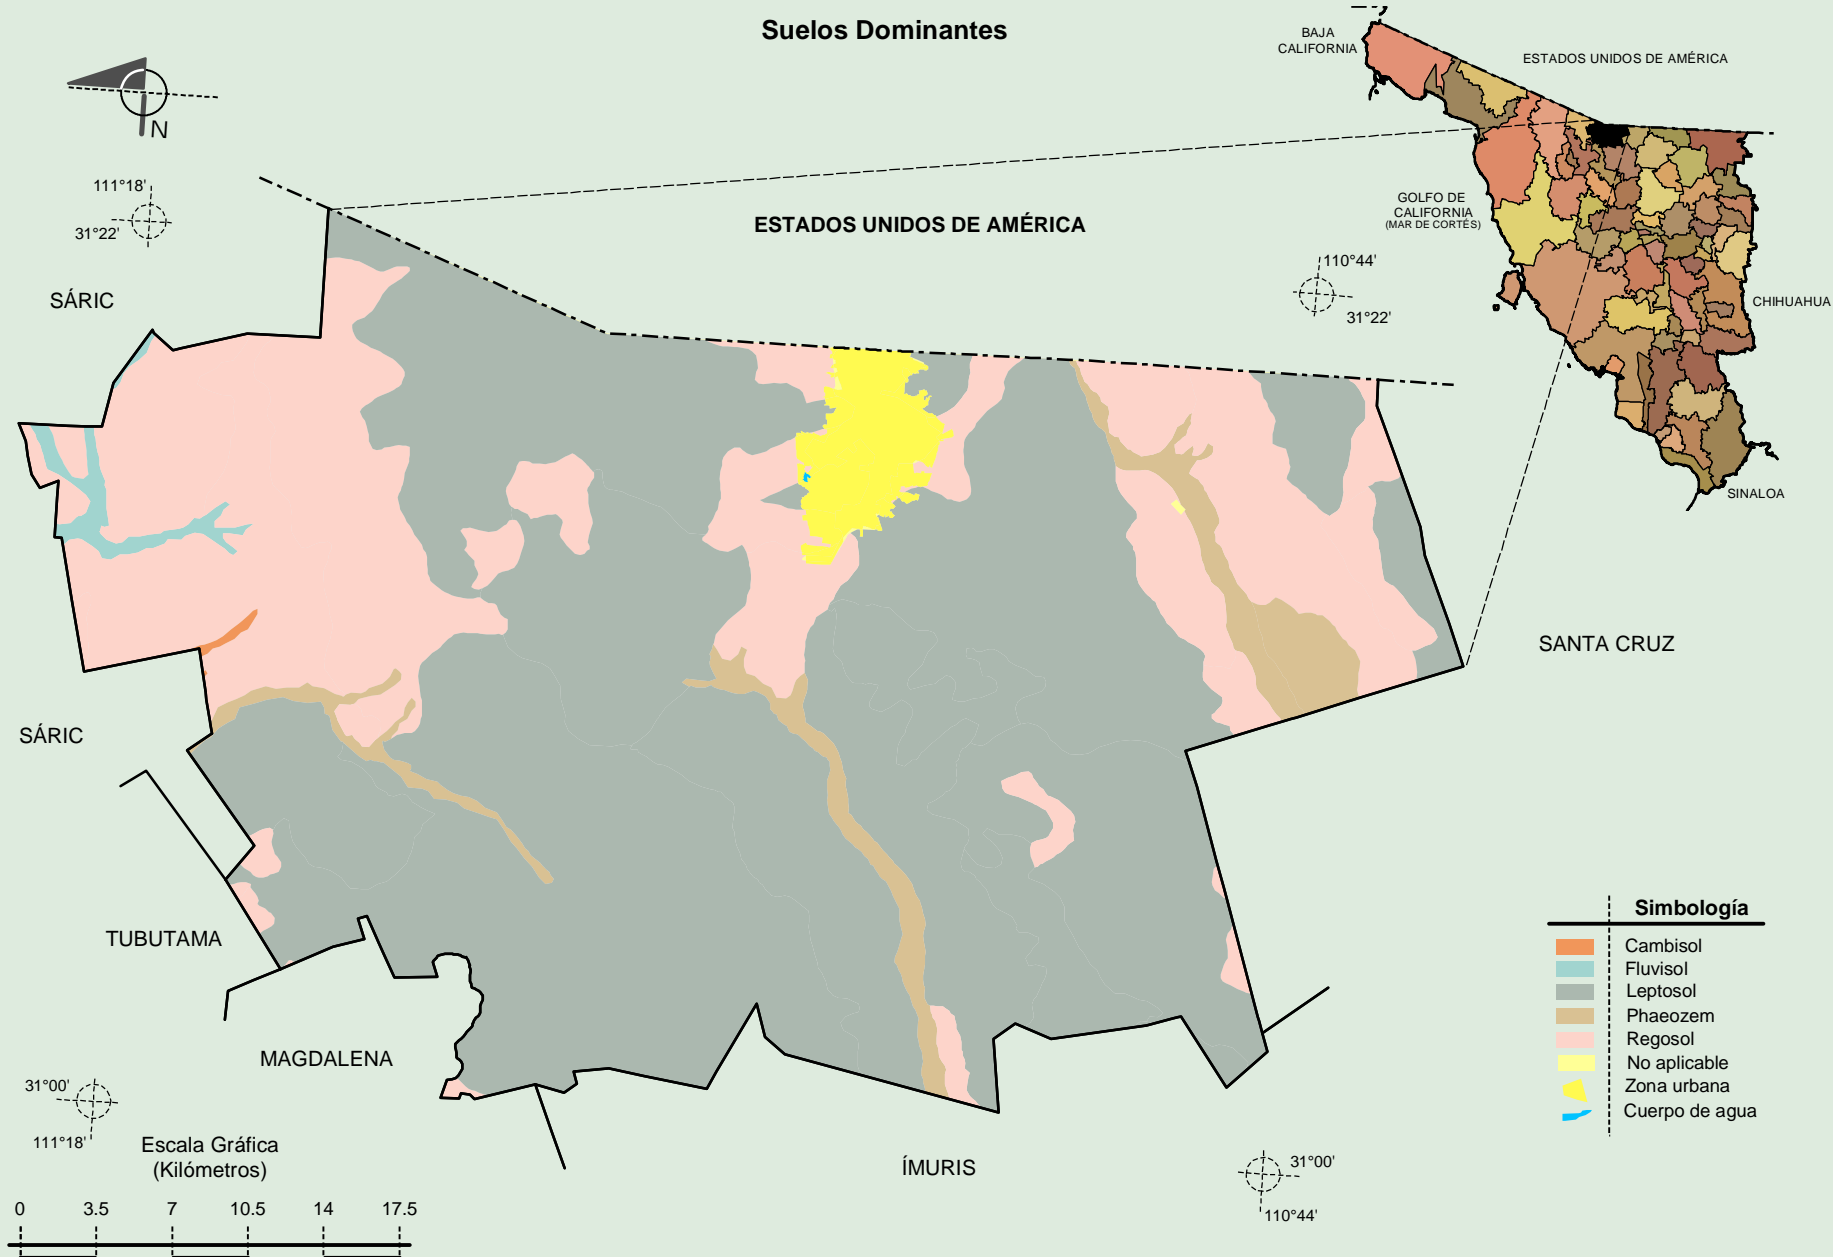 Suelos Dominantes
N
BAJA
CALIFORNIA
ESTADOS UNIDOS DE AMÉRICA
GOLFO DE
CALIFORNIA
(MAR DE CORTÉS)
CHIHUAHUA
SINALOA
111°18'
31°22'
ESTADOS UNIDOS DE AMÉRICA
110°44'
31°22'
SÁRIC
SANTA CRUZ
SÁRIC
TUBUTAMA
MAGDALENA
ÍMURIS
31°00'
111°18'
31°00'
110°44'
Simbología
Cambisol
Fluvisol
Leptosol
Phaeozem
Regosol
No aplicable
Zona urbana
Cuerpo de agua
Escala Gráfica
(Kilómetros)
0 3.5 7 10.5 14 17.5